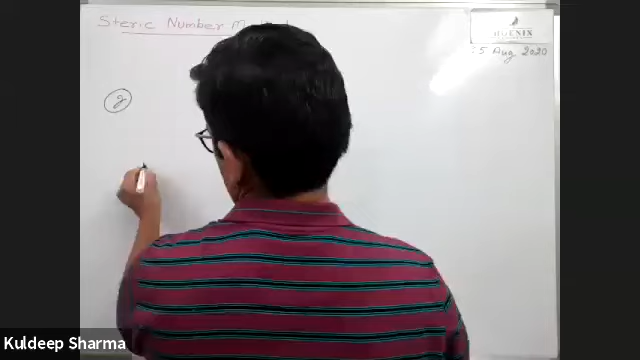 Steric Number
PHOENIX
5 Aug 2020
2
Kuldeep Sharma